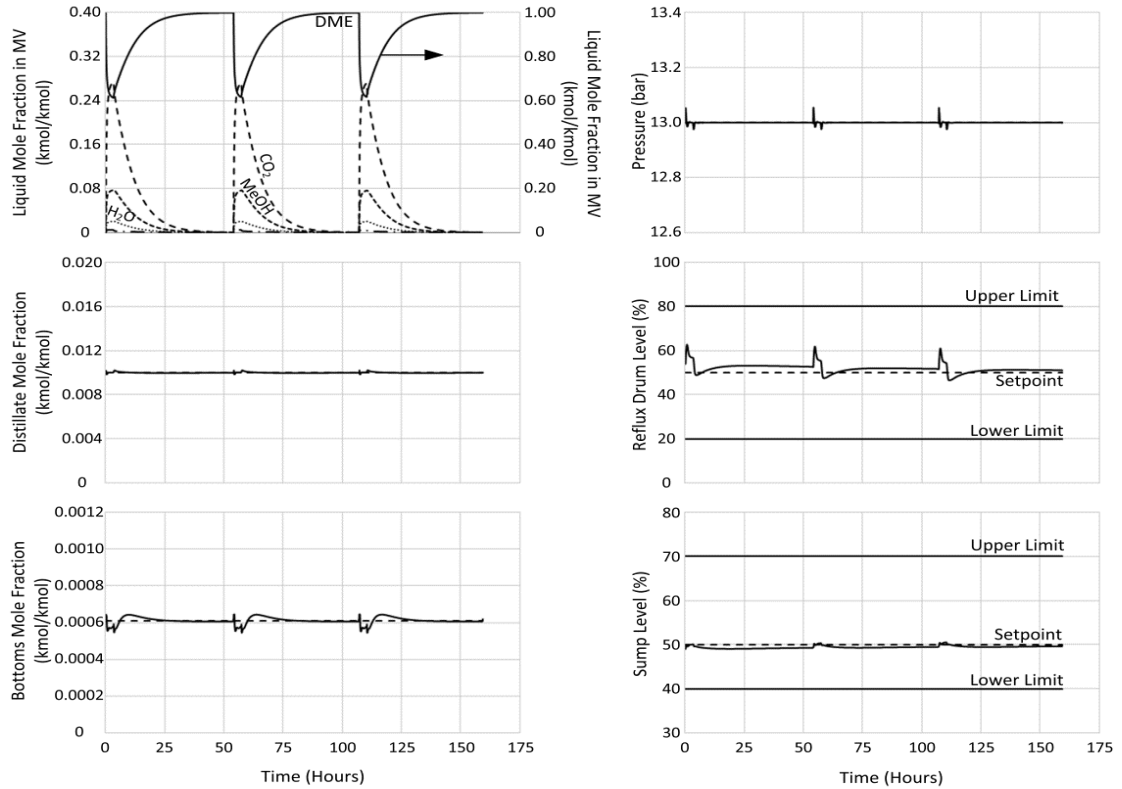 Liquid Mole Fraction in MV
(kmol/kmol)
0.40
0.32
0.24
0.16
0.08
0
DME
CO2
MeOH
H2O
1.00
0.80
0.60
0.40
0.20
0
Liquid Mole Fraction in MV
(kmol/kmol)
Pressure (bar)
13.4
13.2
13.0
12.8
12.6
Distillate Mole Fraction
(kmol/kmol)
0.020
0.016
0.012
0.008
0.004
0
Reflux Drum Level (%)
100
80
60
40
20
0
Upper Limit
Setpoint
Lower Limit
Bottoms Mole Fraction
(kmol/kmol)
0.0012
0.0010
0.0008
0.0006
0.0004
0.0002
0
0 25 50 75 100 125 150 175
Time (Hours)
Sump Level (%)
80
70
60
50
40
30
Upper Limit
Setpoint
Lower Limit
0 25 50 75 100 125 150 175
Time (Hours)